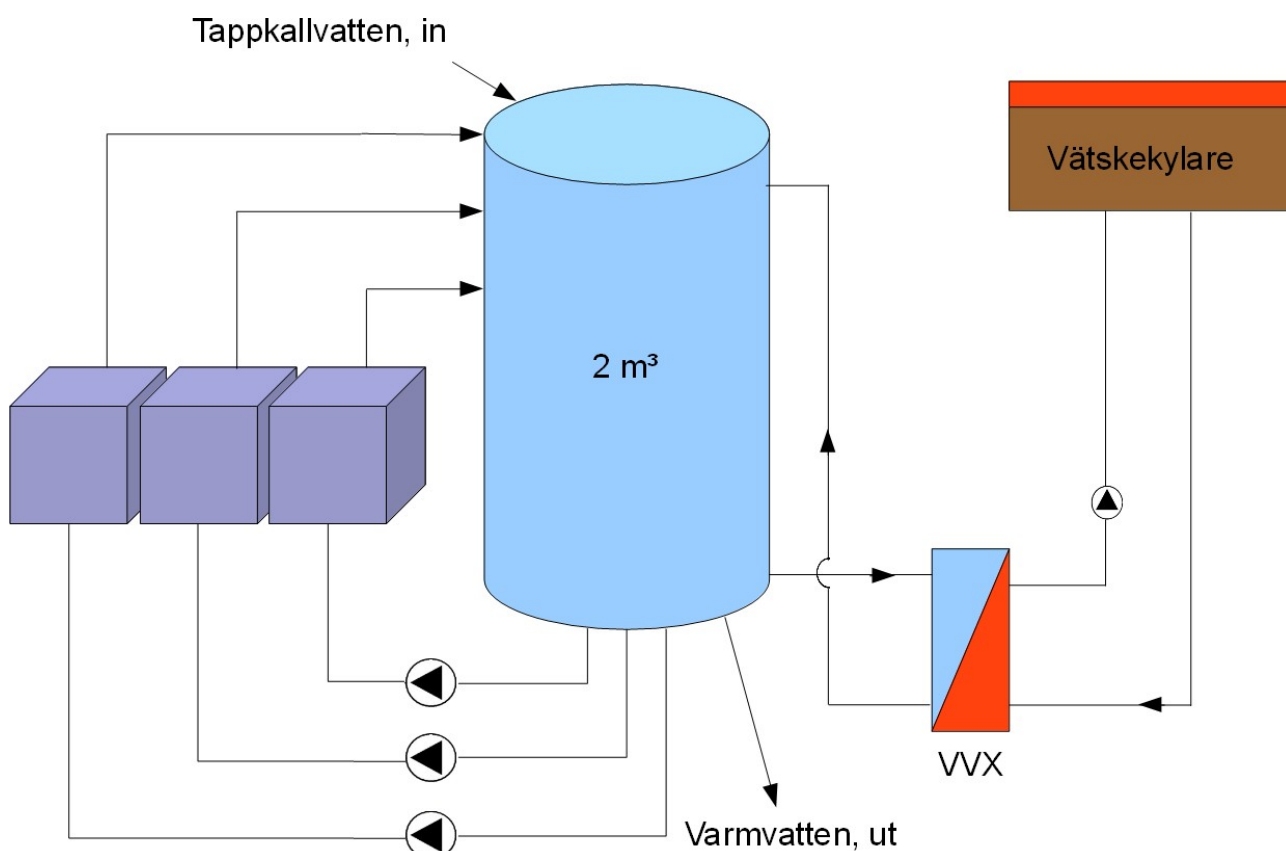 Tappkallvatten, in
Vätskekylare
2 m³
VVX
Varmvatten, ut